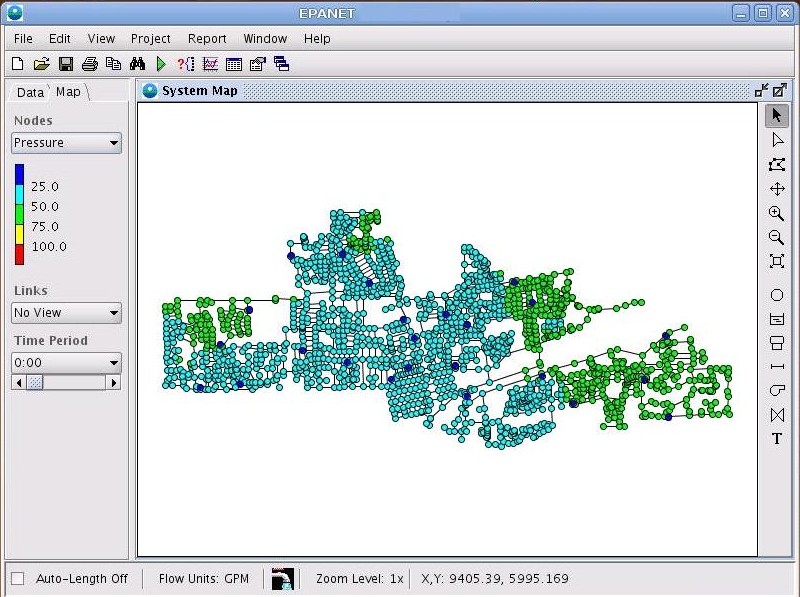 EPANET
File Edit View Project Report Window Help
Data Map
System Map
Nodes
Pressure
25.0
50.0
75.0
100.0
Links
No View
Time Period
0:00
T
Auto-Length Off Flow Units: GPM Zoom Level: 1x X,Y: 9405.39, 5995.169